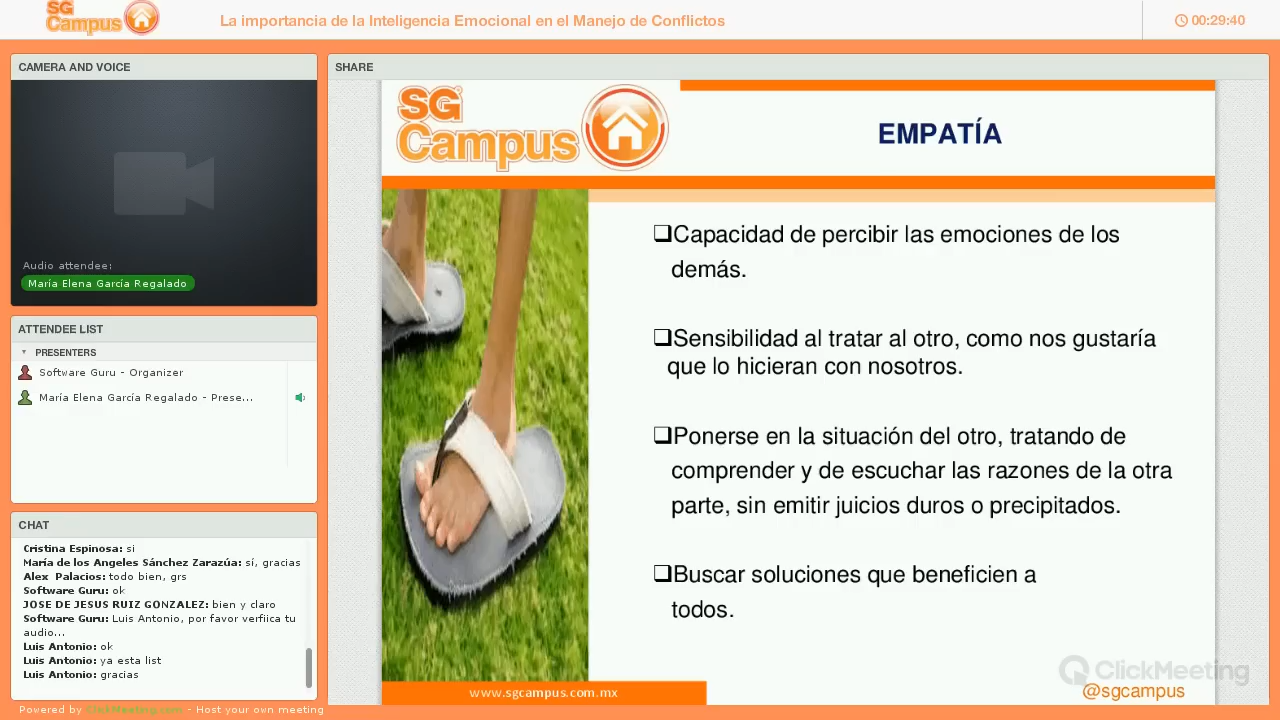 SG
Campus
La importancia de la Inteligencia Emocional en el Manejo de Conflictos
00:29:40
CAMERA AND VOICE
Audio attendee:
María Elena García Regalado
ATTENDEE LIST
PRESENTERS
Software Guru - Organizer
María Elena García Regalado - Prese...
CHAT
Cristina Espinosa: si
María de los Angeles Sánchez Zarazúa: sí, gracias
Alex Palacios: todo bien, grs
Software Guru: ok
JOSE DE JESUS RUIZ GONZALEZ: bien y claro
Software Guru: Luis Antonio, por favor verfiica tu
audio...
Luis Antonio: ok
Luis Antonio: ya esta list
Luis Antonio: gracias
Powered by ClickMeeting.com - Host your own meeting
SHARE
SG
Campus
EMPATÍA
❑Capacidad de percibir las emociones de los
demás.
❑Sensibilidad al tratar al otro, como nos gustaría
que lo hicieran con nosotros.
❑Ponerse en la situación del otro, tratando de
comprender y de escuchar las razones de la otra
parte, sin emitir juicios duros o precipitados.
❑Buscar soluciones que beneficien a
todos.
ClickMeeting
www.sgcampus.com.mx
@sgcampus